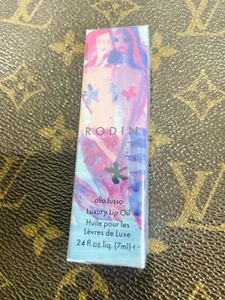 RODIN
olio lusso
Luxury Lip Oil
Huile pour les
Lèvres de Luxe
.24 fl.oz.liq. (7ml) e